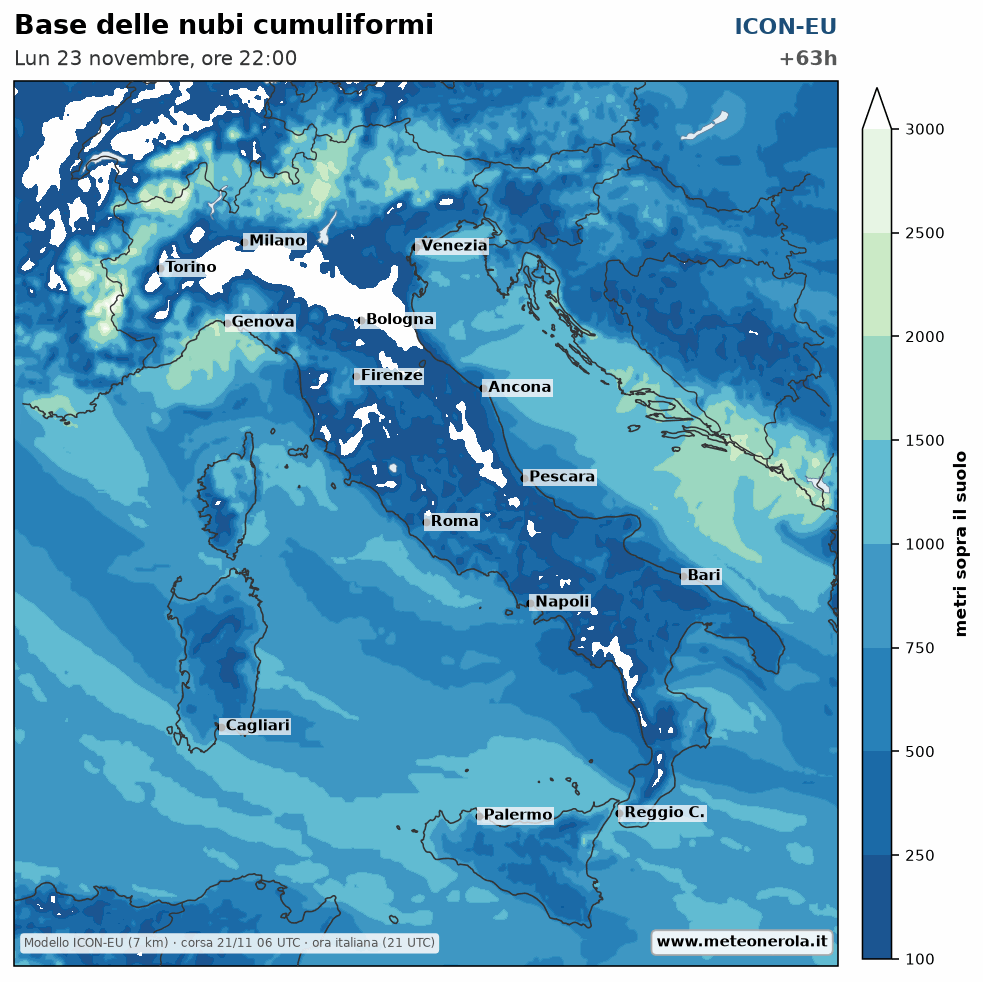 Base delle nubi cumuliformi
ICON-EU
Lun 23 novembre, ore 22:00
+63h
3000
2500
2000
1500
1000
750
500
250
100
metri sopra il suolo
Milano
Venezia
Torino
Genova
Bologna
Firenze
Ancona
Pescara
Roma
Bari
Napoli
Cagliari
Palermo
Reggio C.
Modello ICON-EU (7 km) · corsa 21/11 06 UTC · ora italiana (21 UTC)
www.meteonerola.it